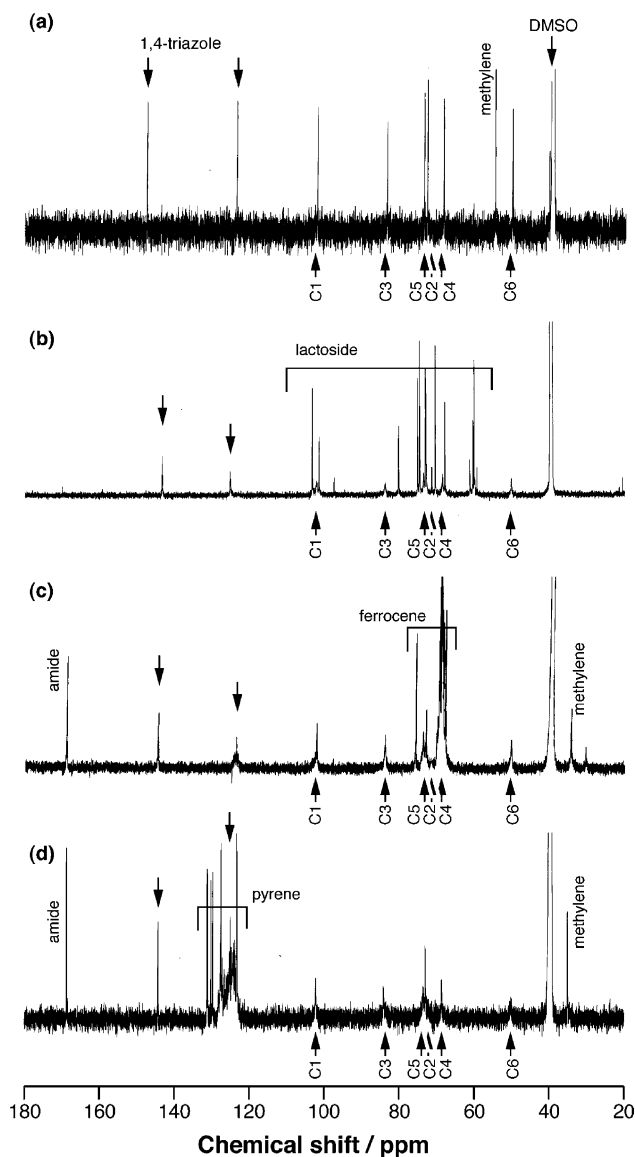 (a)
1,4-triazole
DMSO
methylene
C1
C3
C5
C2
C4
C6
(b)
lactoside
C1
C3
C5
C2
C4
C6
(c)
amide
ferrocene
methylene
C1
C3
C5
C2
C4
C6
(d)
amide
pyrene
methylene
C1
C3
C5
C2
C4
C6
180 160 140 120 100 80 60 40 20
Chemical shift / ppm